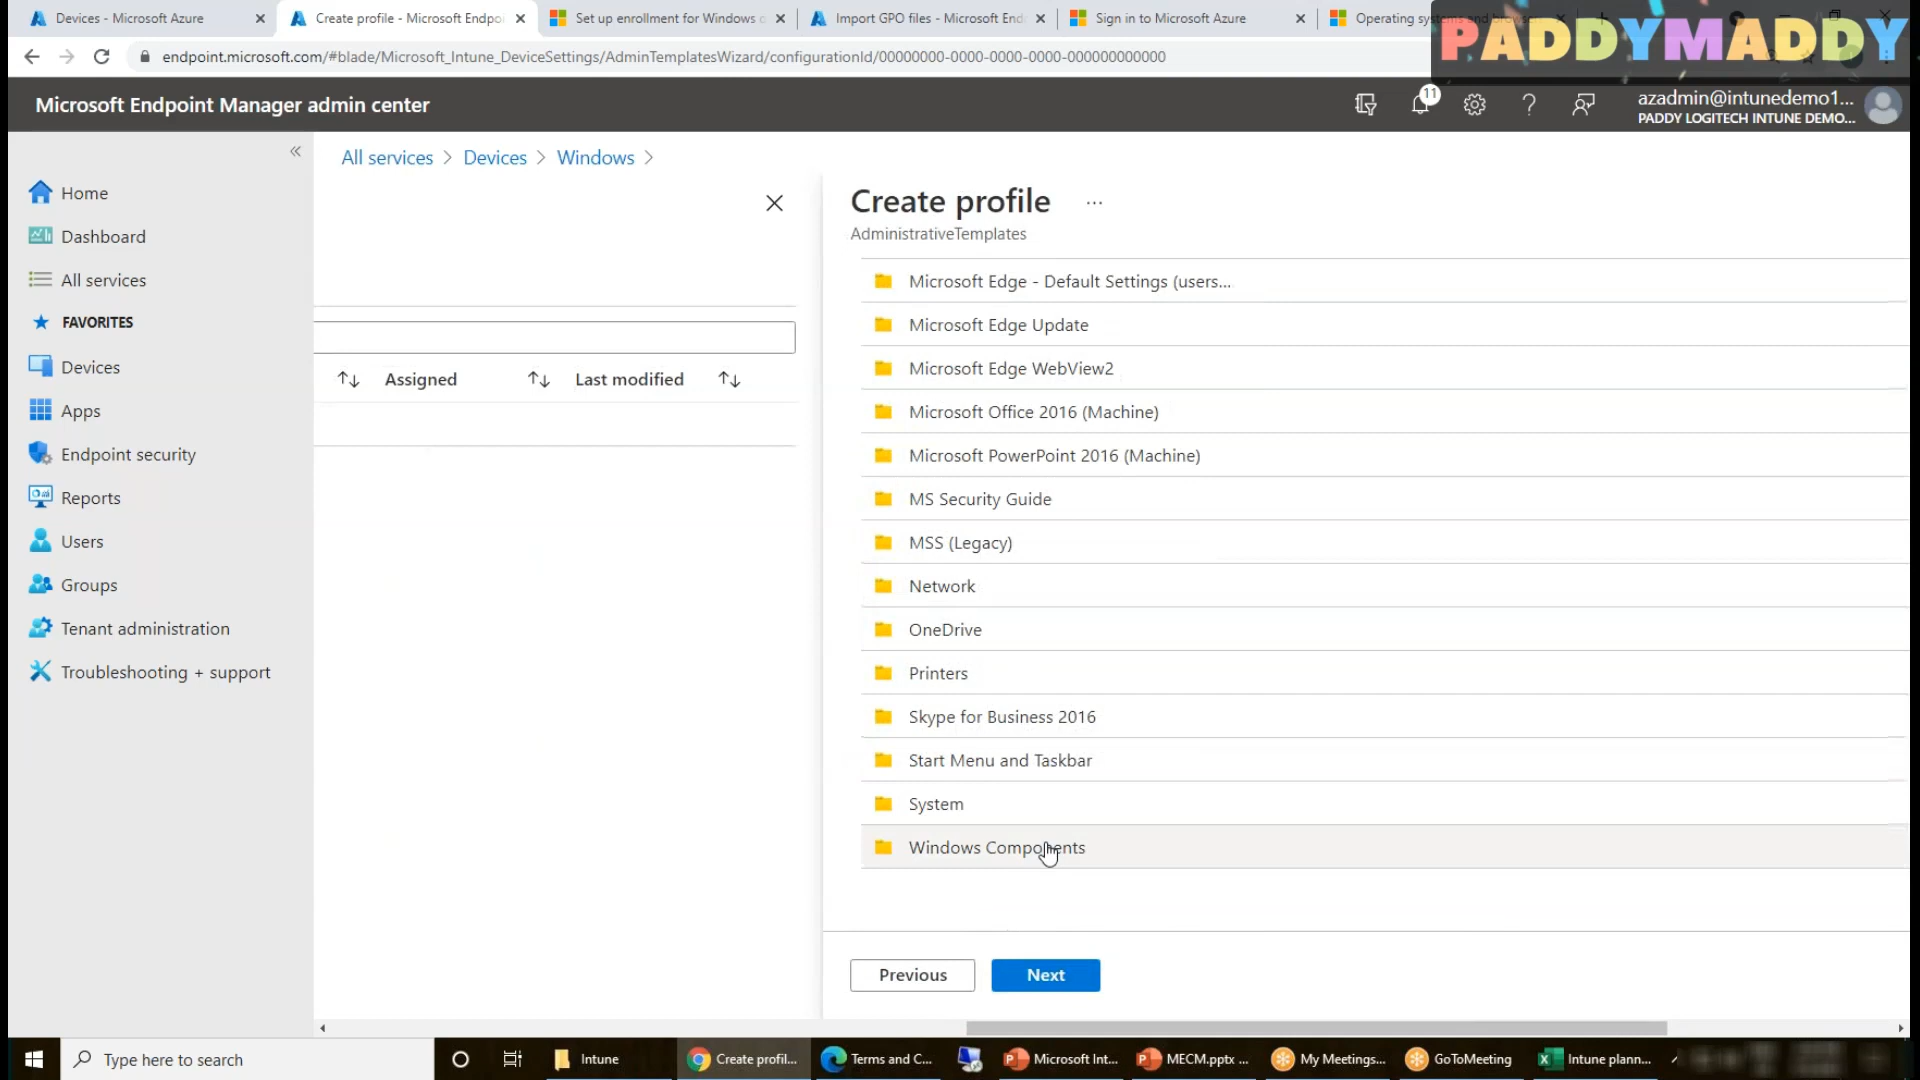 Devices - Microsoft Azure
Create profile - Microsoft Endpo
Set up enrollment for Windows
Import GPO files - Microsoft End
Sign in to Microsoft Azure
Operating
PADDYMADDY
endpoint.microsoft.com/#blade/Microsoft_Intune_DeviceSettings/AdminTemplatesWizard/configurationId/00000000-0000-0000-0000-000000000000
Microsoft Endpoint Manager admin center
11
azadmin@intunedemo1...
PADDY LOGITECH INTUNE DEMO...
«
All services > Devices > Windows >
Home
Dashboard
All services
FAVORITES
Devices
Apps
Endpoint security
Reports
Users
Groups
Tenant administration
Troubleshooting + support
Assigned
Last modified
Create profile ...
AdministrativeTemplates
Microsoft Edge - Default Settings (users...
Microsoft Edge Update
Microsoft Edge WebView2
Microsoft Office 2016 (Machine)
Microsoft PowerPoint 2016 (Machine)
MS Security Guide
MSS (Legacy)
Network
OneDrive
Printers
Skype for Business 2016
Start Menu and Taskbar
System
Windows Components
Previous
Next
Type here to search
Intune
Create profil...
Terms and C...
Microsoft Int...
MECM.pptx ...
My Meetings...
GoToMeeting
Intune plann...